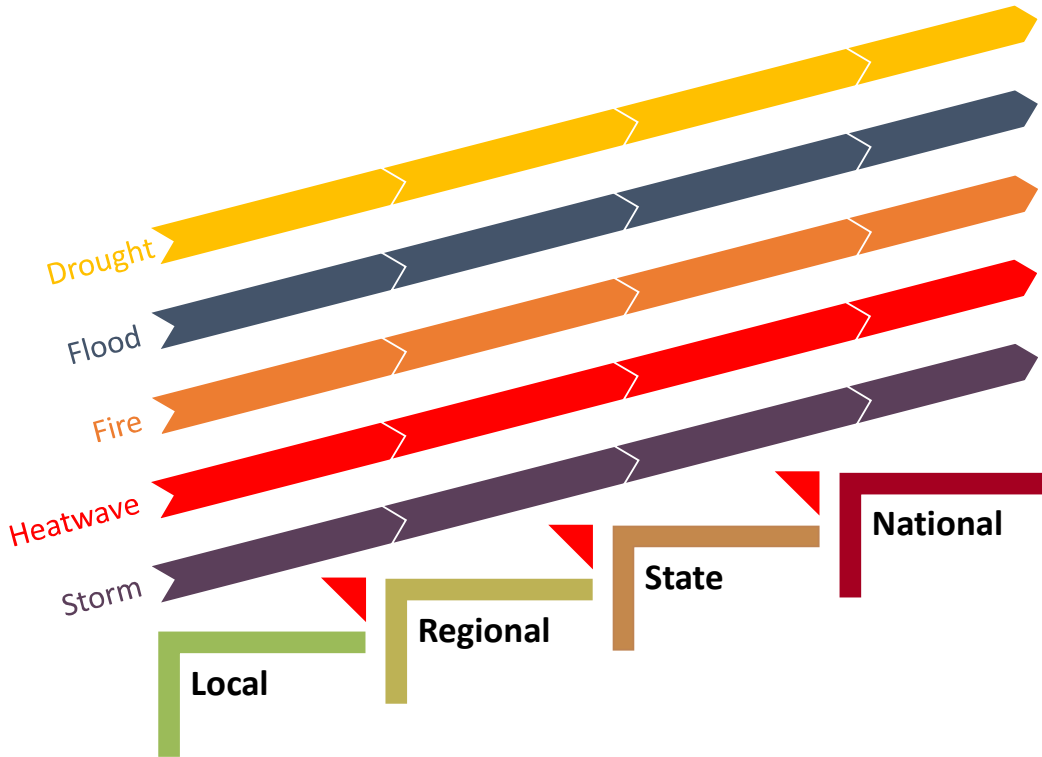 Drought
Flood
Fire
Heatwave
Storm
National
State
Regional
Local